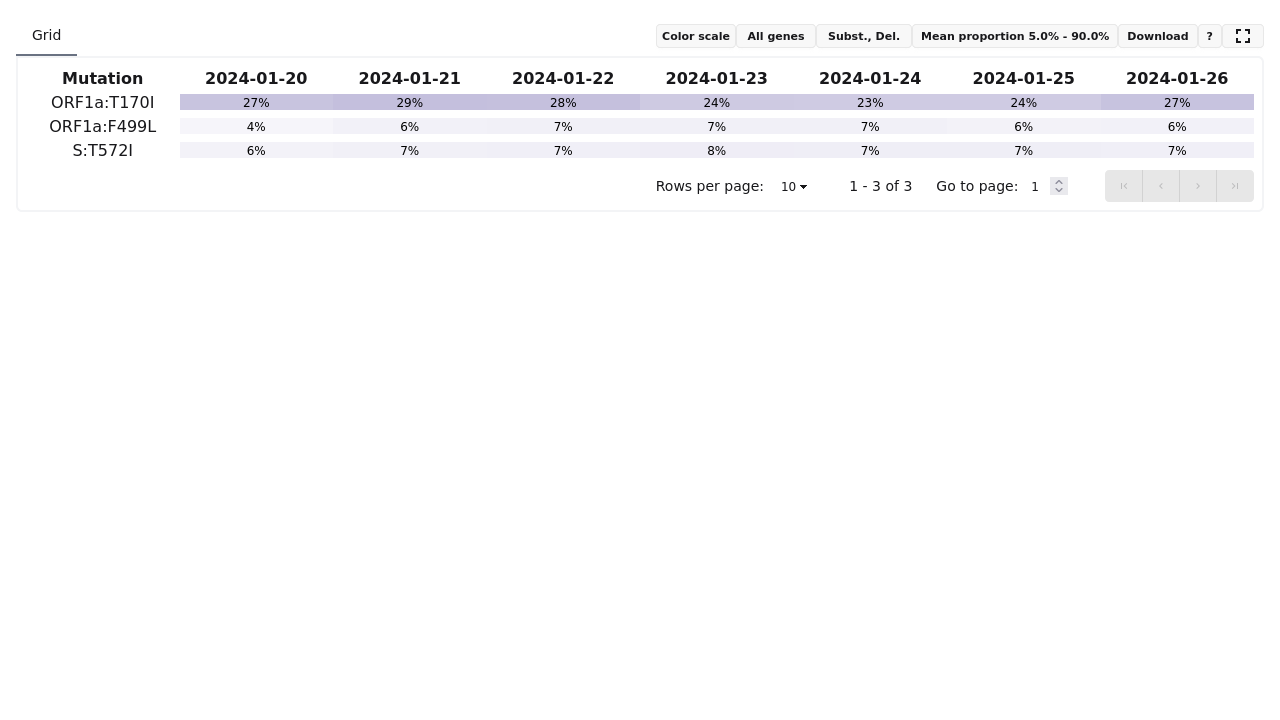 Grid Color scale All genes Subst., Del. Mean proportion 5.0% - 90.0% Download ?
Mutation 2024-01-20 2024-01-21 2024-01-22 2024-01-23 2024-01-24 2024-01-25 2024-01-26
ORF1a:T170I 27% 29% 28% 24% 23% 24% 27%
ORF1a:F499L 4% 6% 7% 7% 7% 6% 6%
S:T572I 6% 7% 7% 8% 7% 7% 7%
Rows per page: 10 1 - 3 of 3 Go to page: 1